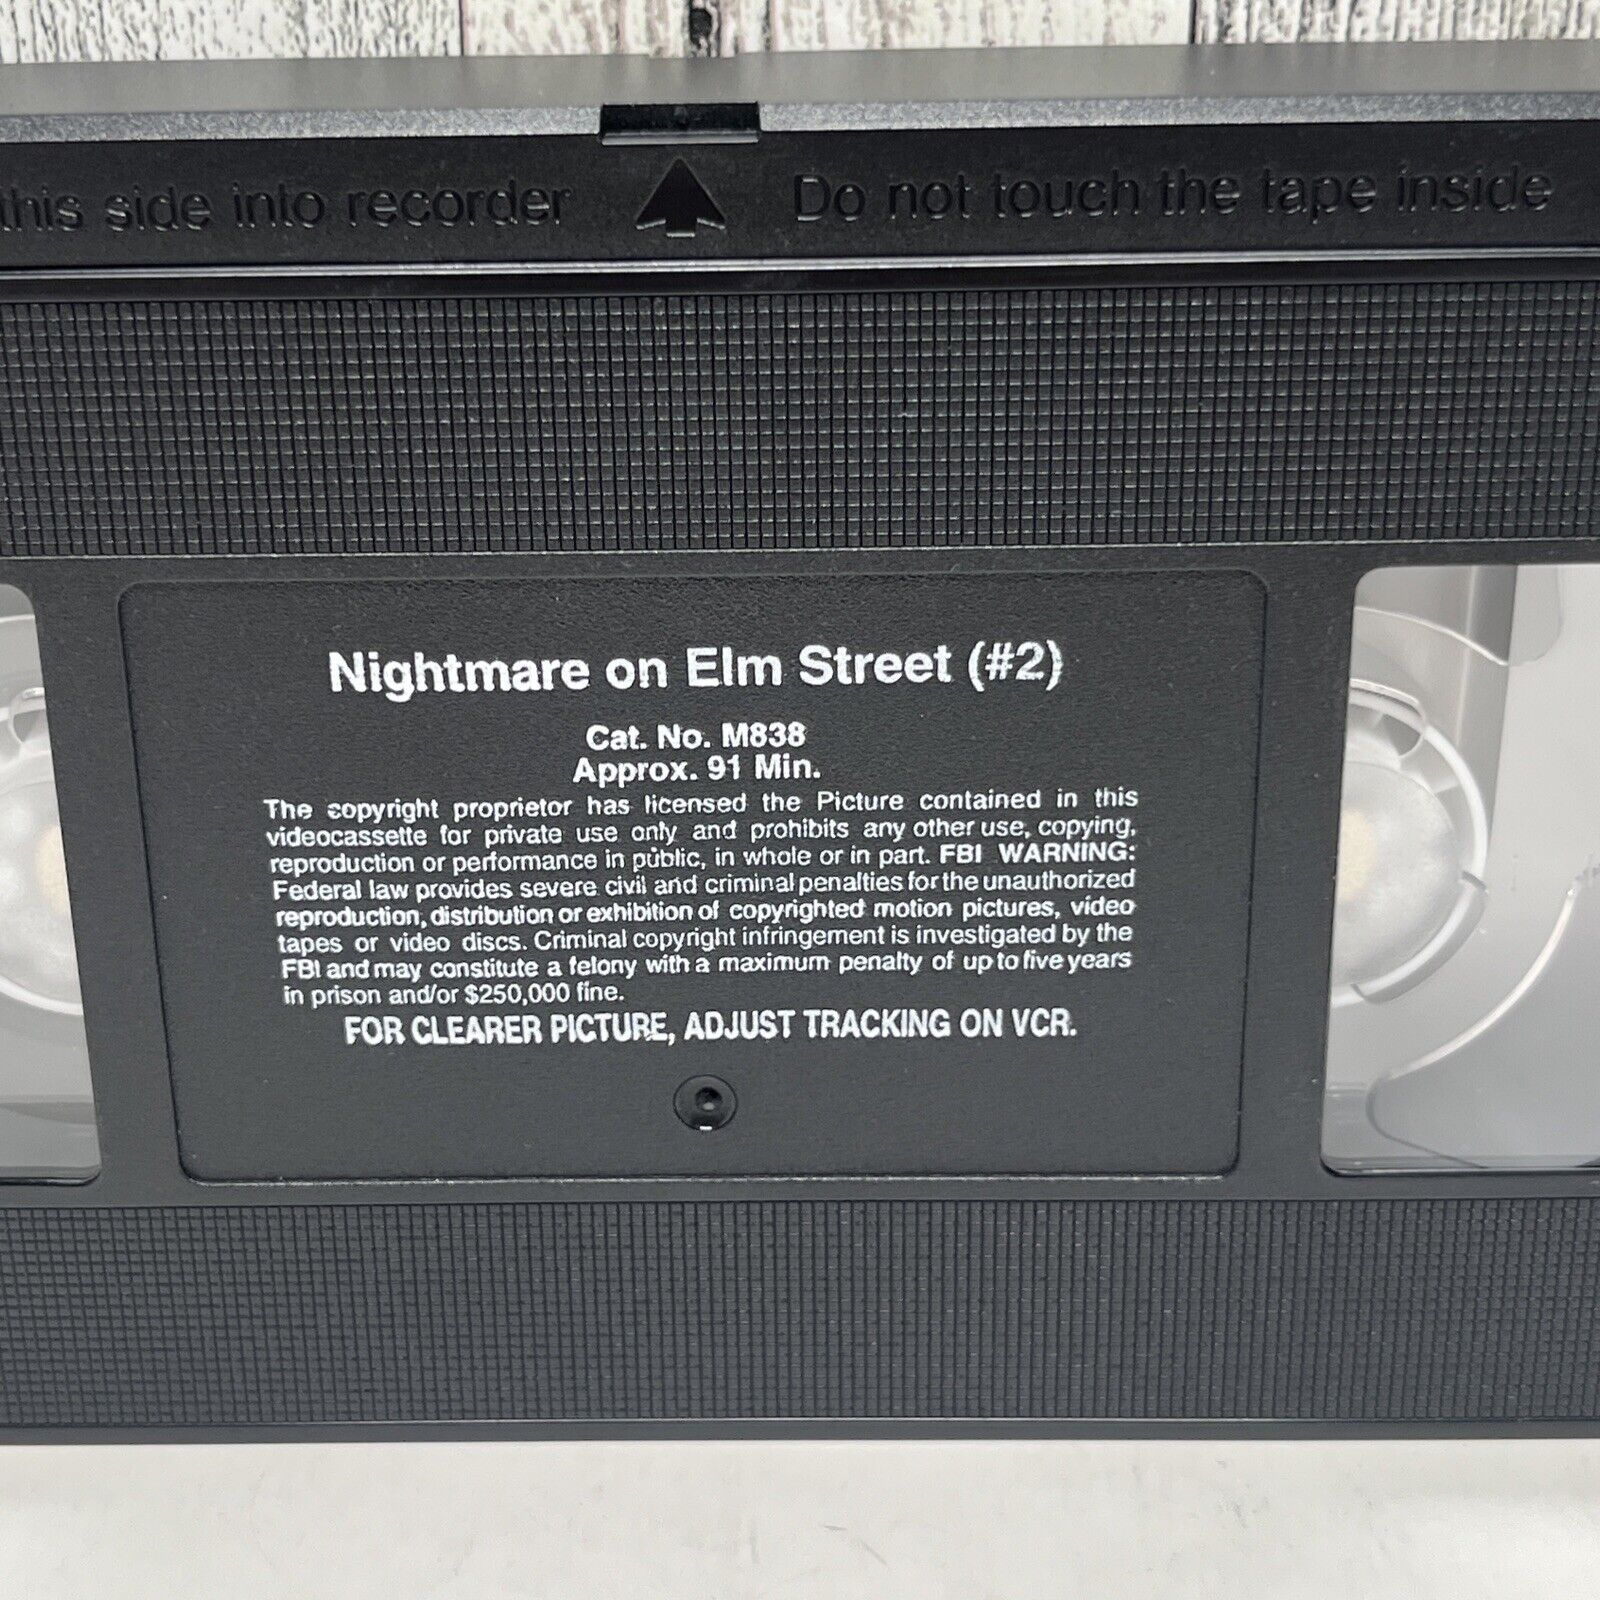 this side into recorder Do not touch the tape inside
Nightmare on Elm Street (#2)
Cat. No. M838
Approx. 91 Min.
The copyright proprietor has licensed the Picture contained in this
videocassette for private use only and prohibits any other use, copying,
reproduction or performance in public, in whole or in part. FBI WARNING:
Federal law provides severe civil and criminal penalties for the unauthorized
reproduction, distribution or exhibition of copyrighted motion pictures, video
tapes or video discs. Criminal copyright infringement is investigated by the
FBI and may constitute a felony with a maximum penalty of up to five years
in prison and/or $250,000 fine.
FOR CLEARER PICTURE, ADJUST TRACKING ON VCR.